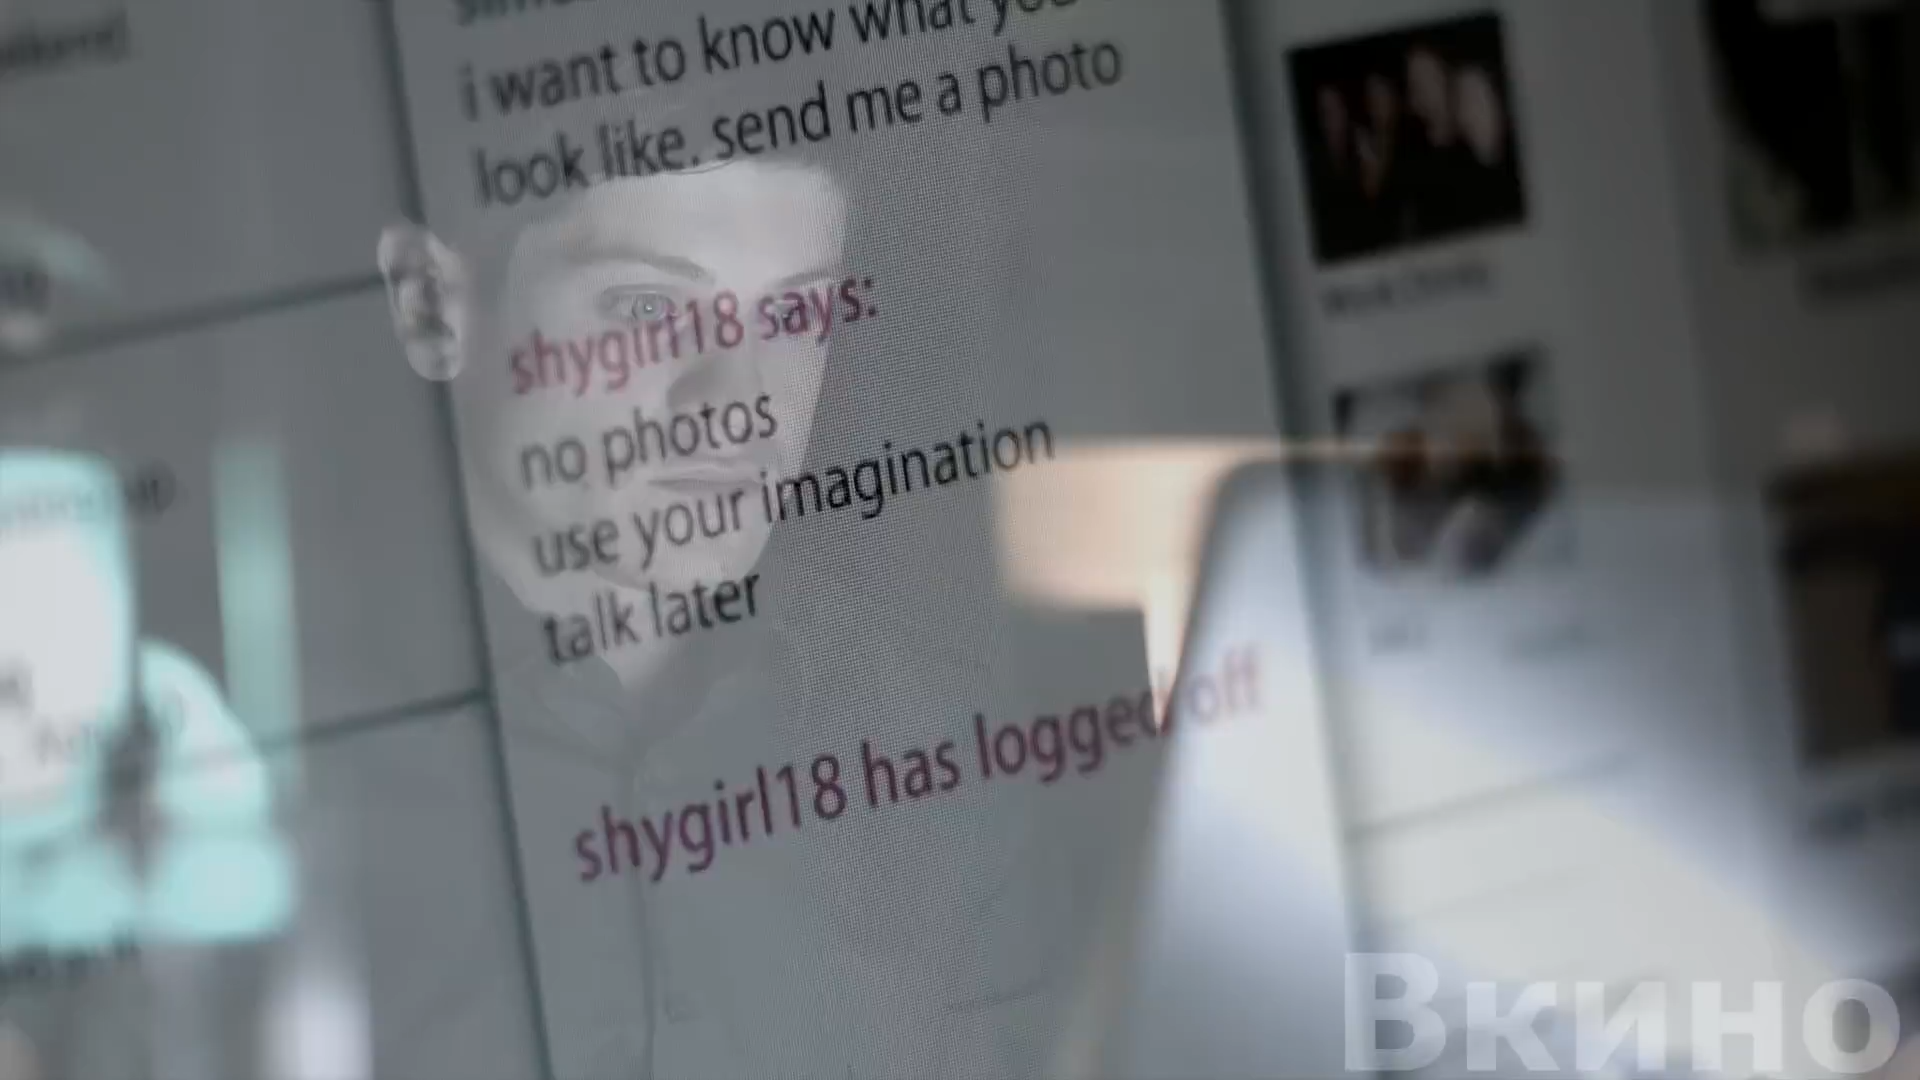 i want to know what you
look like. send me a photo
shygirl18 says:
no photos
use your imagination
talk later
shygirl18 has logged off
Вкино